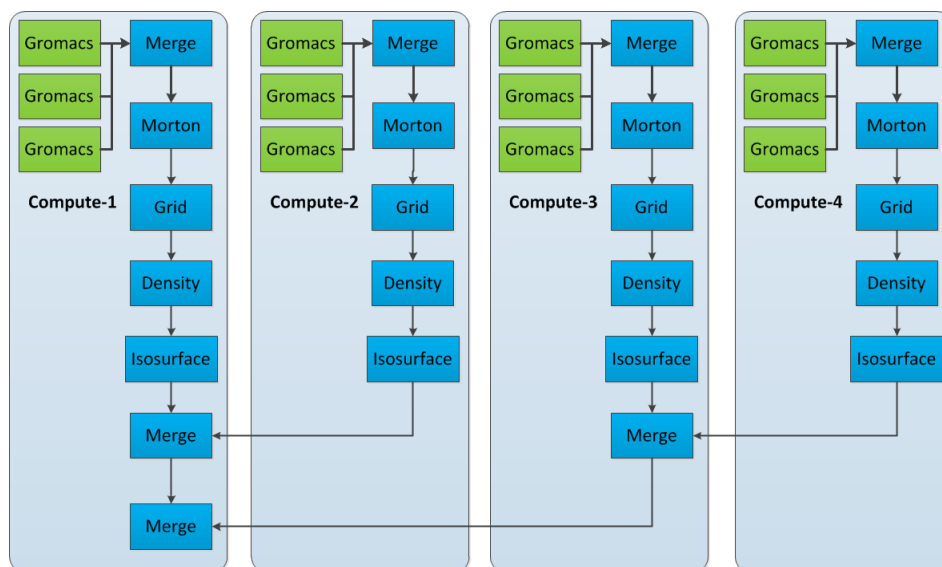 Gromacs
Merge
Gromacs
Morton
Gromacs
Compute-1
Grid
Density
Isosurface
Merge
Merge
Gromacs
Merge
Gromacs
Morton
Gromacs
Compute-2
Grid
Density
Isosurface
Gromacs
Merge
Gromacs
Morton
Gromacs
Compute-3
Grid
Density
Isosurface
Merge
Gromacs
Merge
Gromacs
Morton
Gromacs
Compute-4
Grid
Density
Isosurface